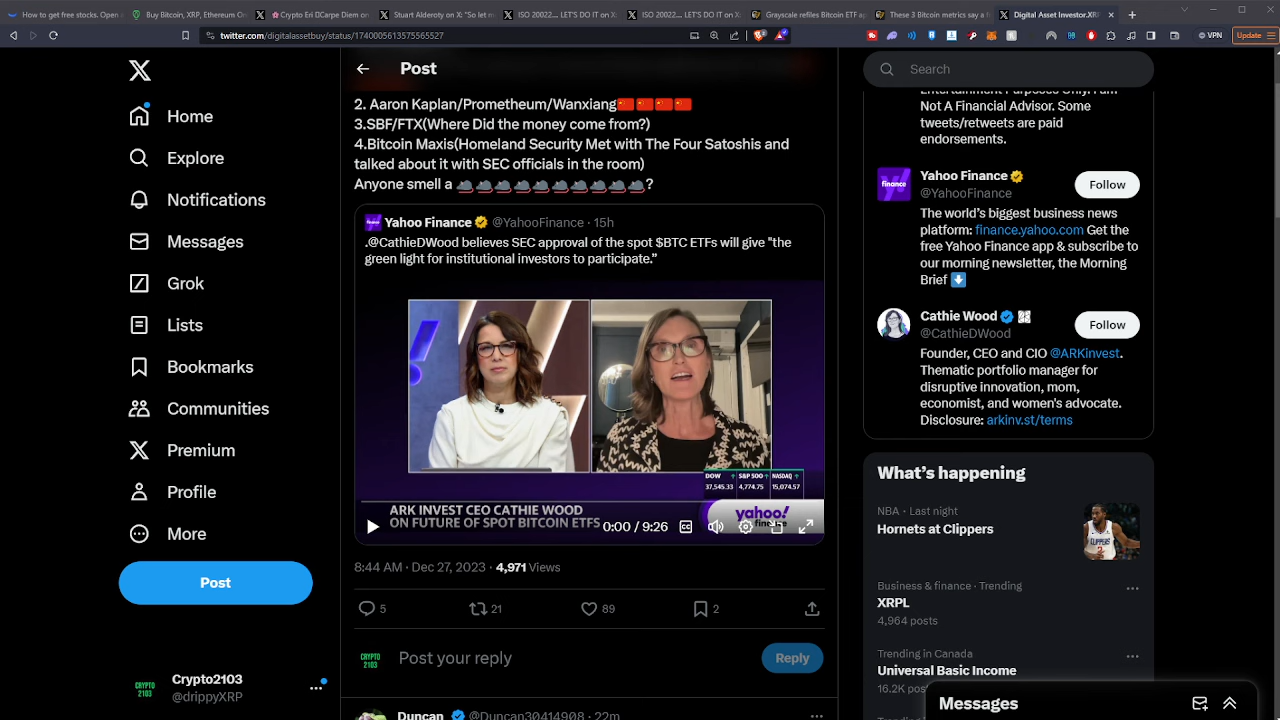 How to get free stocks. Open a
Buy Bitcoin, XRP, Ethereum On
Crypto Eri Carpe Diem on
Stuart Alderoty on X: "So let m
ISO 20022.... LET'S DO IT on X
ISO 20022.... LET'S DO IT on X
Grayscale refiles Bitcoin ETF ap
These 3 Bitcoin metrics say a
Digital Asset Investor.XRP
twitter.com/digitalassetbuy/status/1740005613575565527
VPN
Update
Home
Explore
Notifications
Messages
Grok
Lists
Bookmarks
Communities
Premium
Profile
More
Post
Crypto2103
@drippyXRP
Post
2. Aaron Kaplan/Prometheum/Wanxiang🇨🇳🇨🇳🇨🇳🇨🇳
3.SBF/FTX(Where Did the money come from?)
4.Bitcoin Maxis(Homeland Security Met with The Four Satoshis and
talked about it with SEC officials in the room)
Anyone smell a 🐀🐀🐀🐀🐀🐀🐀🐀🐀🐀?
Yahoo Finance @YahooFinance · 15h
.@CathieDWood believes SEC approval of the spot $BTC ETFs will give "the
green light for institutional investors to participate."
DOW S&P 500 NASDAQ
37,545.33 4,774.75 15,074.57
ARK INVEST CEO CATHIE WOOD
ON FUTURE OF SPOT BITCOIN ETFS
0:00 / 9:26
yahoo!
finance
8:44 AM · Dec 27, 2023 · 4,971 Views
5 21 89 2
CRYPTO
2103
Post your reply
Reply
Duncan @Duncan30414908 · 22m
Search
Entertainment Purposes Only. I am
Not A Financial Advisor. Some
tweets/retweets are paid
endorsements.
Yahoo Finance
@YahooFinance
Follow
The world's biggest business news
platform: finance.yahoo.com Get the
free Yahoo Finance app & subscribe to
our morning newsletter, the Morning
Brief ⬇️
Cathie Wood
@CathieDWood
Follow
Founder, CEO and CIO @ARKinvest.
Thematic portfolio manager for
disruptive innovation, mom,
economist, and women's advocate.
Disclosure: arkinv.st/terms
What's happening
NBA · Last night
Hornets at Clippers
Business & finance · Trending
XRPL
4,964 posts
Trending in Canada
Universal Basic Income
16.2K pos
Messages